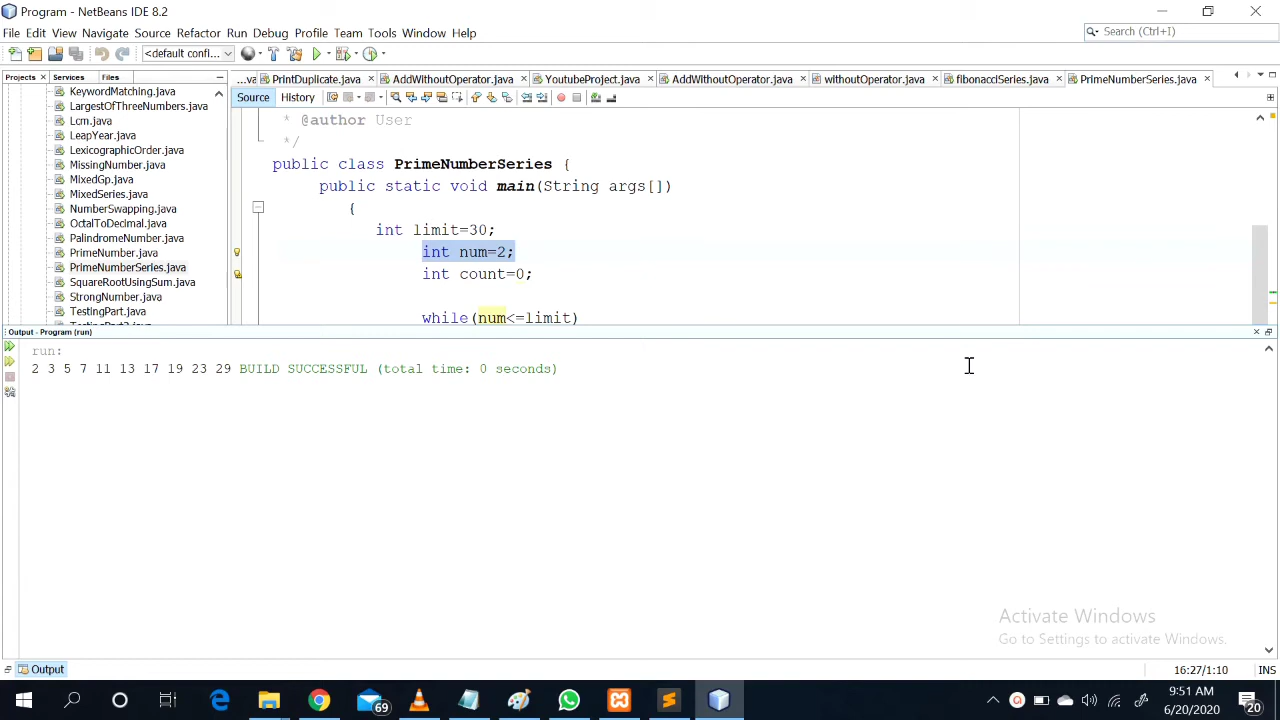 Program - NetBeans IDE 8.2
File Edit View Navigate Source Refactor Run Debug Profile Team Tools Window Help
Search (Ctrl+I)
<default confi...
Projects Services Files
...va PrintDuplicate.java AddWithoutOperator.java YoutubeProject.java AddWithoutOperator.java withoutOperator.java fibonacciSeries.java PrimeNumberSeries.java
Source History
KeywordMatching.java
LargestOfThreeNumbers.java
Lcm.java
LeapYear.java
LexicographicOrder.java
MissingNumber.java
MixedGp.java
MixedSeries.java
NumberSwapping.java
OctalToDecimal.java
PalindromeNumber.java
PrimeNumber.java
PrimeNumberSeries.java
SquareRootUsingSum.java
StrongNumber.java
TestingPart.java
* @author User
*/
public class PrimeNumberSeries {
public static void main(String args[])
{
int limit=30;
int num=2;
int count=0;
while(num<=limit)
Output - Program (run)
run:
2 3 5 7 11 13 17 19 23 29 BUILD SUCCESSFUL (total time: 0 seconds)
Activate Windows
Go to Settings to activate Windows.
Output
16:27/1:10 INS
69
9:51 AM
6/20/2020
20